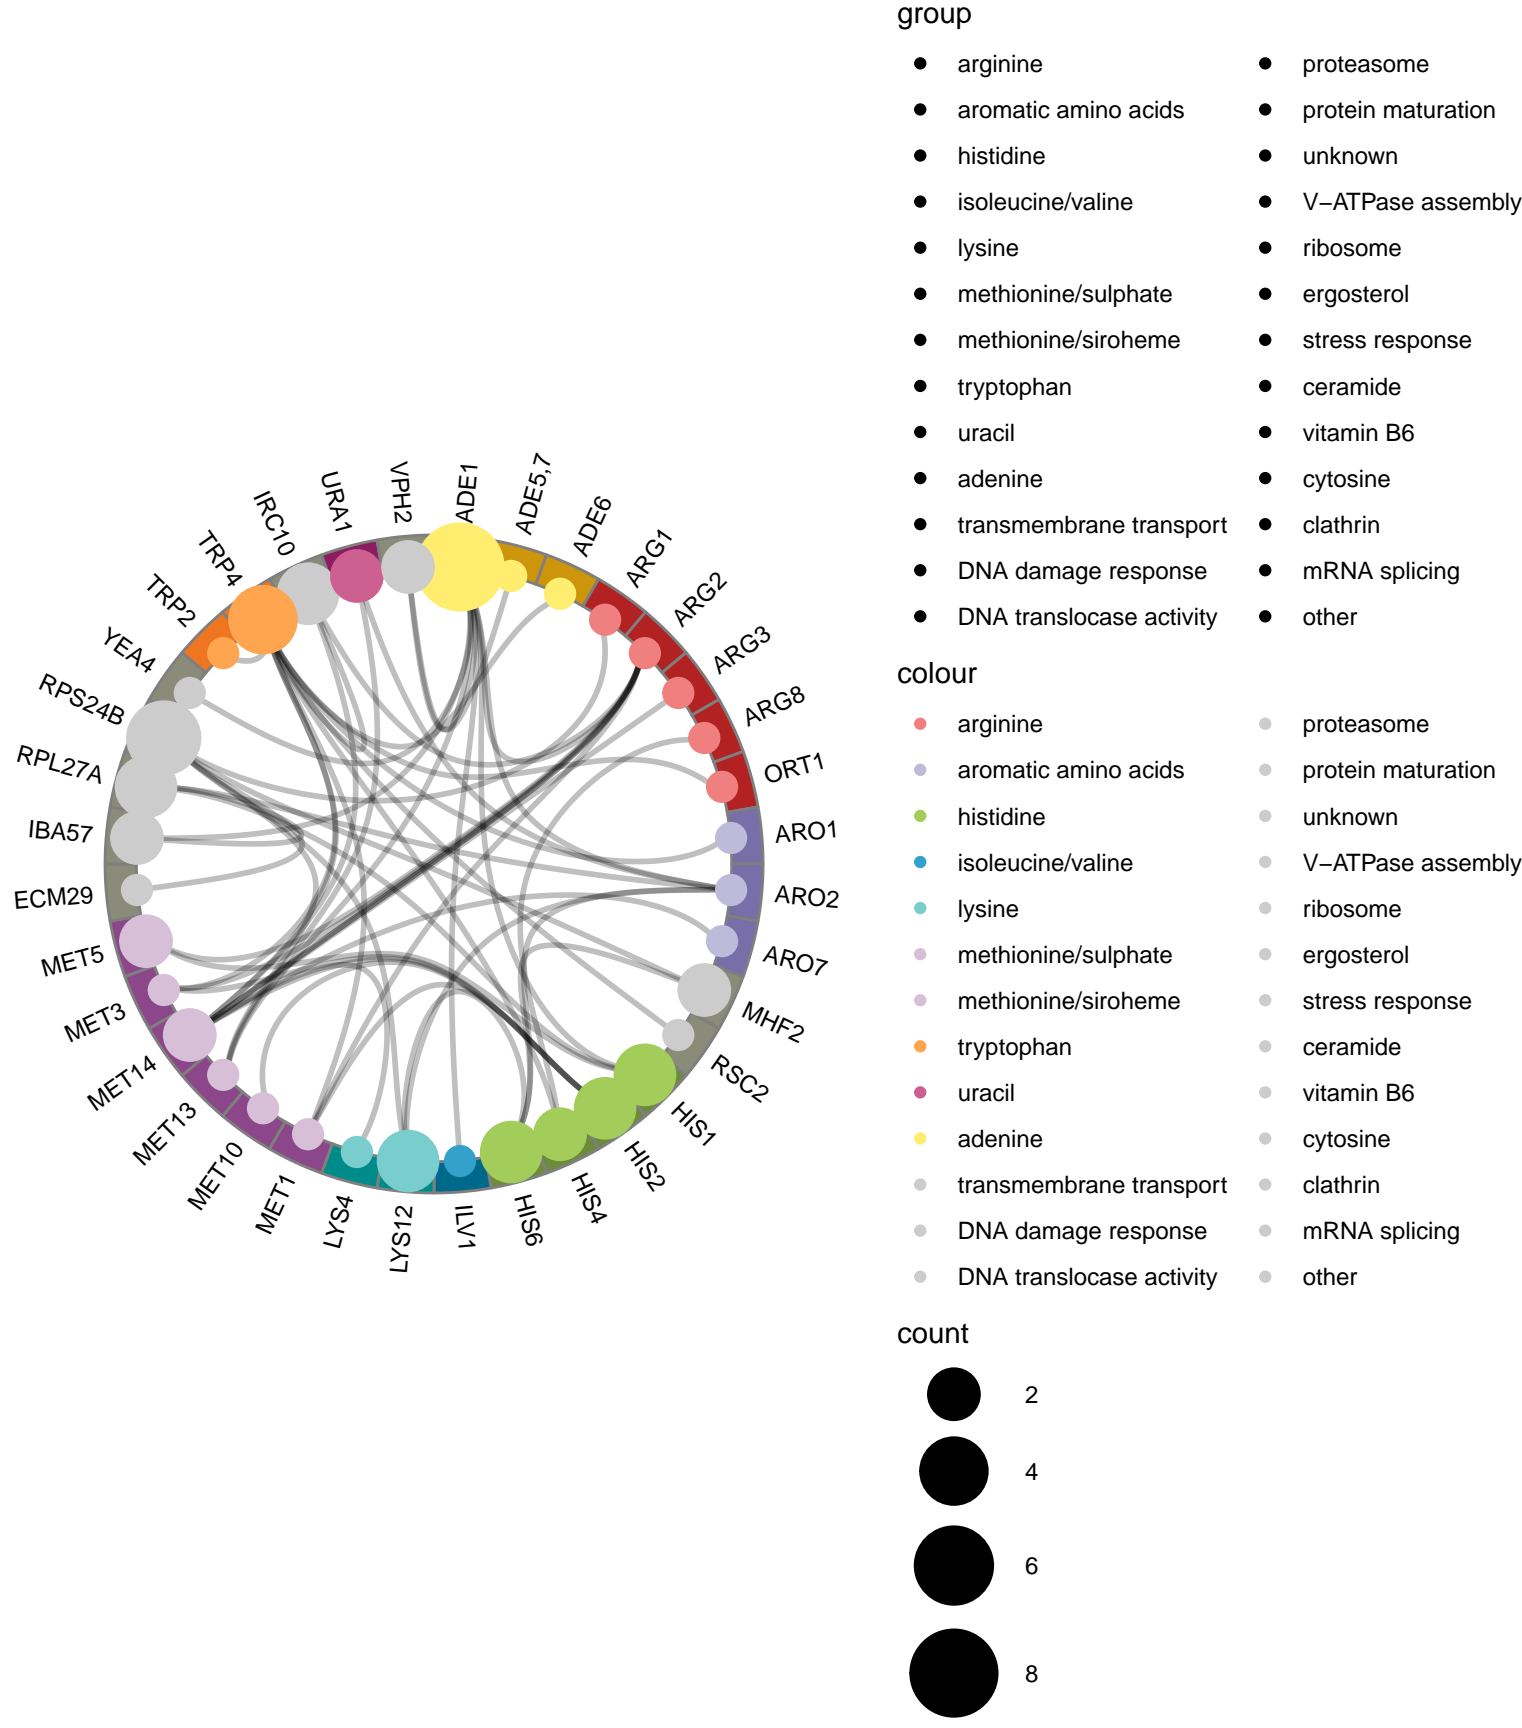 group
arginine
aromatic amino acids
histidine
isoleucine/valine
lysine
methionine/sulphate
methionine/siroheme
tryptophan
uracil
adenine
transmembrane transport
DNA damage response
DNA translocase activity
proteasome
protein maturation
unknown
V−ATPase assembly
ribosome
ergosterol
stress response
ceramide
vitamin B6
cytosine
clathrin
mRNA splicing
other
ADE1
ADE5,7
ADE6
ARG1
ARG2
ARG3
ARG8
ORT1
ARO1
ARO2
ARO7
MHF2
RSC2
HIS1
HIS2
HIS4
HIS6
ILV1
LYS12
LYS4
MET1
MET10
MET13
MET14
MET3
MET5
ECM29
IBA57
RPL27A
RPS24B
YEA4
TRP2
TRP4
IRC10
URA1
VPH2
colour
arginine
aromatic amino acids
histidine
isoleucine/valine
lysine
methionine/sulphate
methionine/siroheme
tryptophan
uracil
adenine
transmembrane transport
DNA damage response
DNA translocase activity
proteasome
protein maturation
unknown
V−ATPase assembly
ribosome
ergosterol
stress response
ceramide
vitamin B6
cytosine
clathrin
mRNA splicing
other
count
2
4
6
8